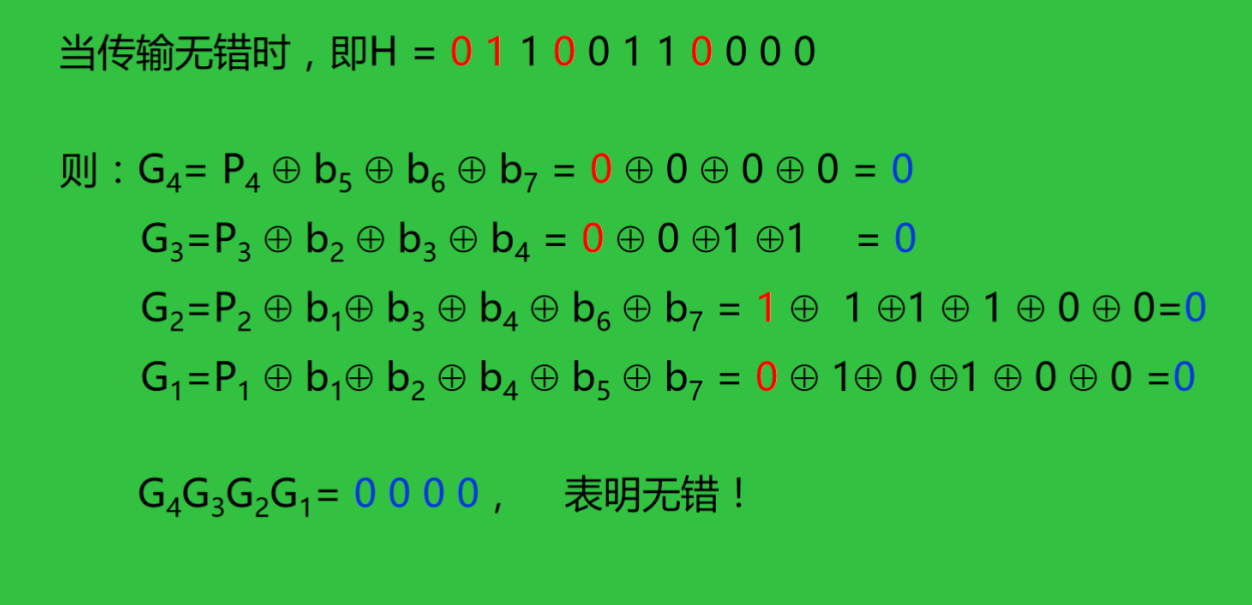 当传输无错时，即H = 0 1 1 0 0 1 1 0 0 0 0
则：G₄= P₄ ⊕ b₅ ⊕ b₆ ⊕ b₇ = 0 ⊕ 0 ⊕ 0 ⊕ 0 = 0
G₃=P₃ ⊕ b₂ ⊕ b₃ ⊕ b₄ = 0 ⊕ 0 ⊕1 ⊕1 = 0
G₂=P₂ ⊕ b₁⊕ b₃ ⊕ b₄ ⊕ b₆ ⊕ b₇ = 1 ⊕ 1 ⊕1 ⊕ 1 ⊕ 0 ⊕ 0=0
G₁=P₁ ⊕ b₁⊕ b₂ ⊕ b₄ ⊕ b₅ ⊕ b₇ = 0 ⊕ 1⊕ 0 ⊕1 ⊕ 0 ⊕ 0 =0
G₄G₃G₂G₁= 0 0 0 0 ， 表明无错！